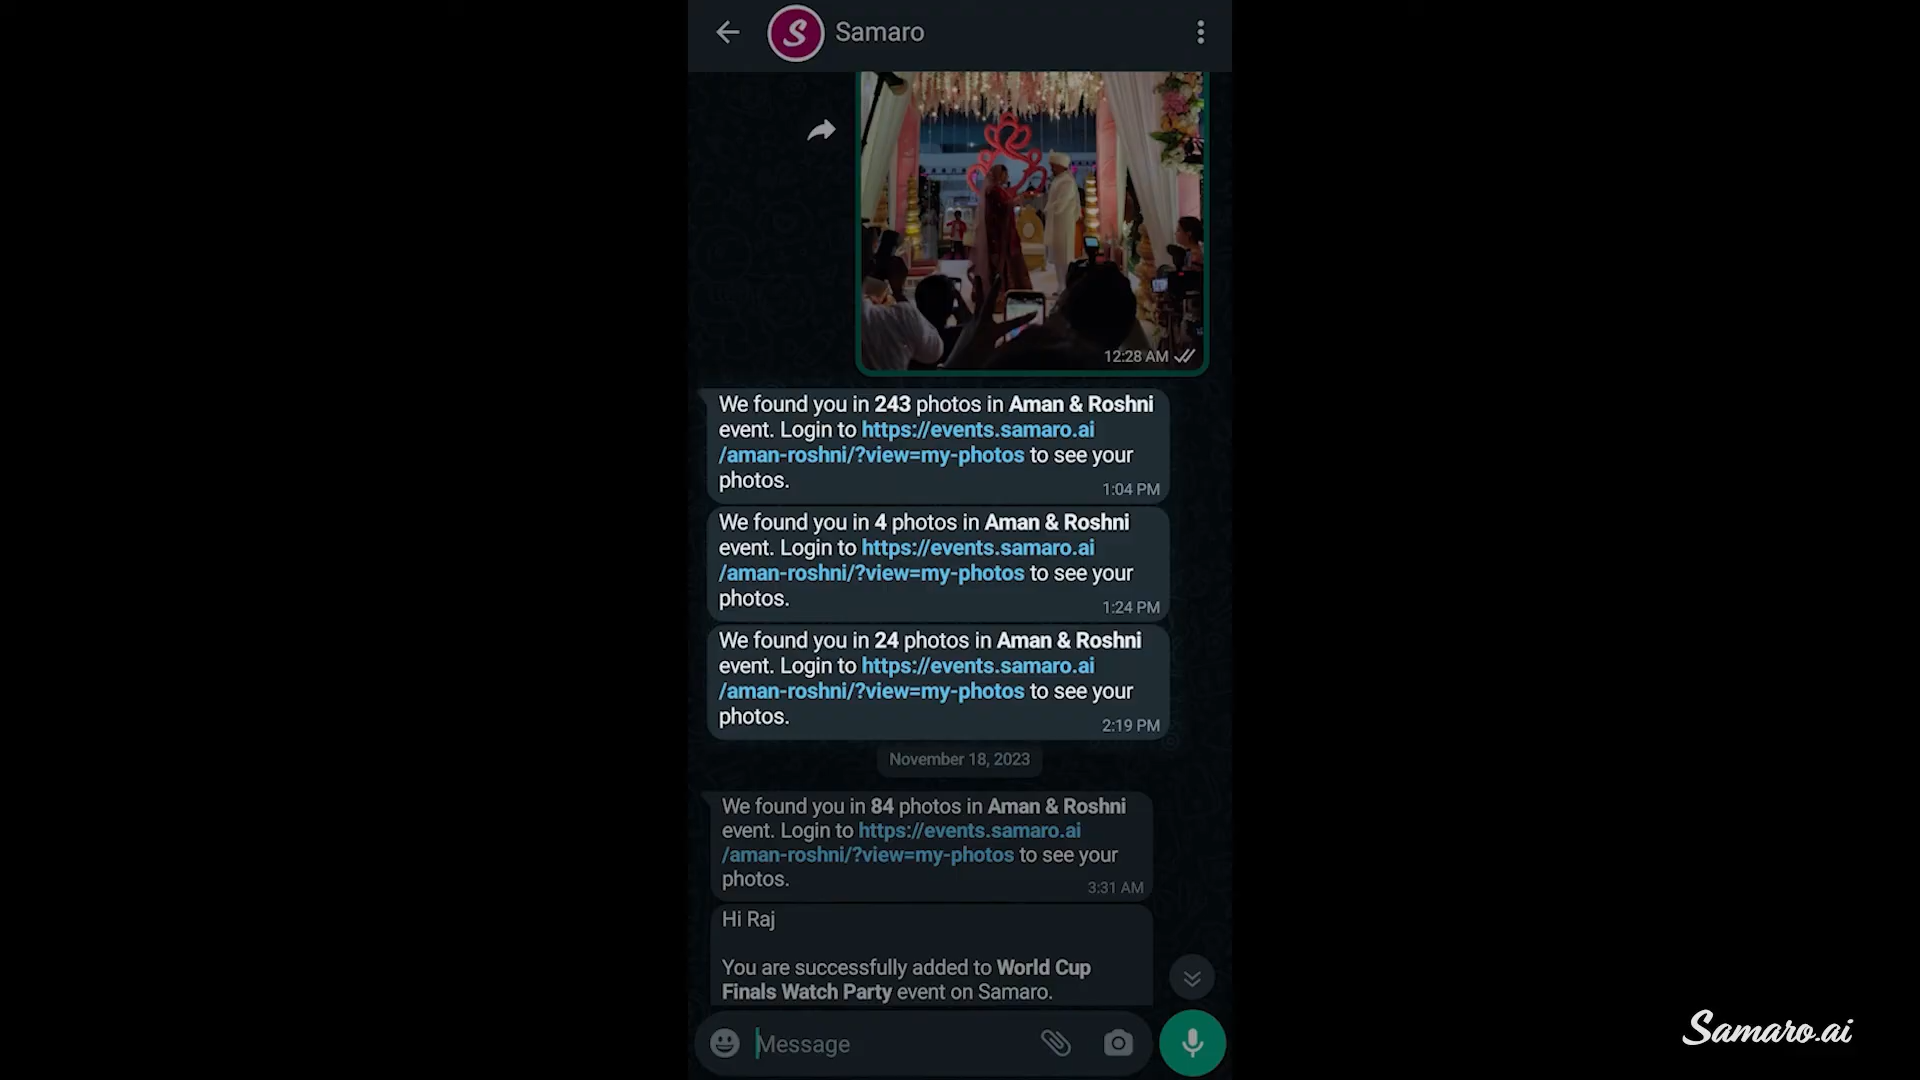 Samaro
12:28 AM
We found you in 243 photos in Aman & Roshni
event. Login to https://events.samaro.ai
/aman-roshni/?view=my-photos to see your
photos.
1:04 PM
We found you in 4 photos in Aman & Roshni
event. Login to https://events.samaro.ai
/aman-roshni/?view=my-photos to see your
photos.
1:24 PM
We found you in 24 photos in Aman & Roshni
event. Login to https://events.samaro.ai
/aman-roshni/?view=my-photos to see your
photos.
2:19 PM
November 18, 2023
We found you in 84 photos in Aman & Roshni
event. Login to https://events.samaro.ai
/aman-roshni/?view=my-photos to see your
photos.
3:31 AM
Hi Raj
You are successfully added to World Cup
Finals Watch Party event on Samaro.
Message
Samaro.ai